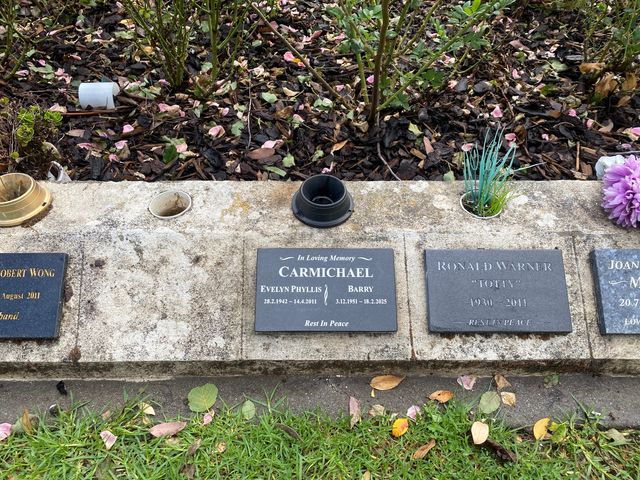 OBERT WONG
August 2011
band
In Loving Memory
CARMICHAEL
EVELYN PHYLLIS
28.2.1942 – 14.4.2011
BARRY
3.12.1951 – 18.2.2025
Rest In Peace
RONALD WARNER
"TOTTY"
1930 - 2011
REST IN PEACE
JOAN
M
20.7
LOV